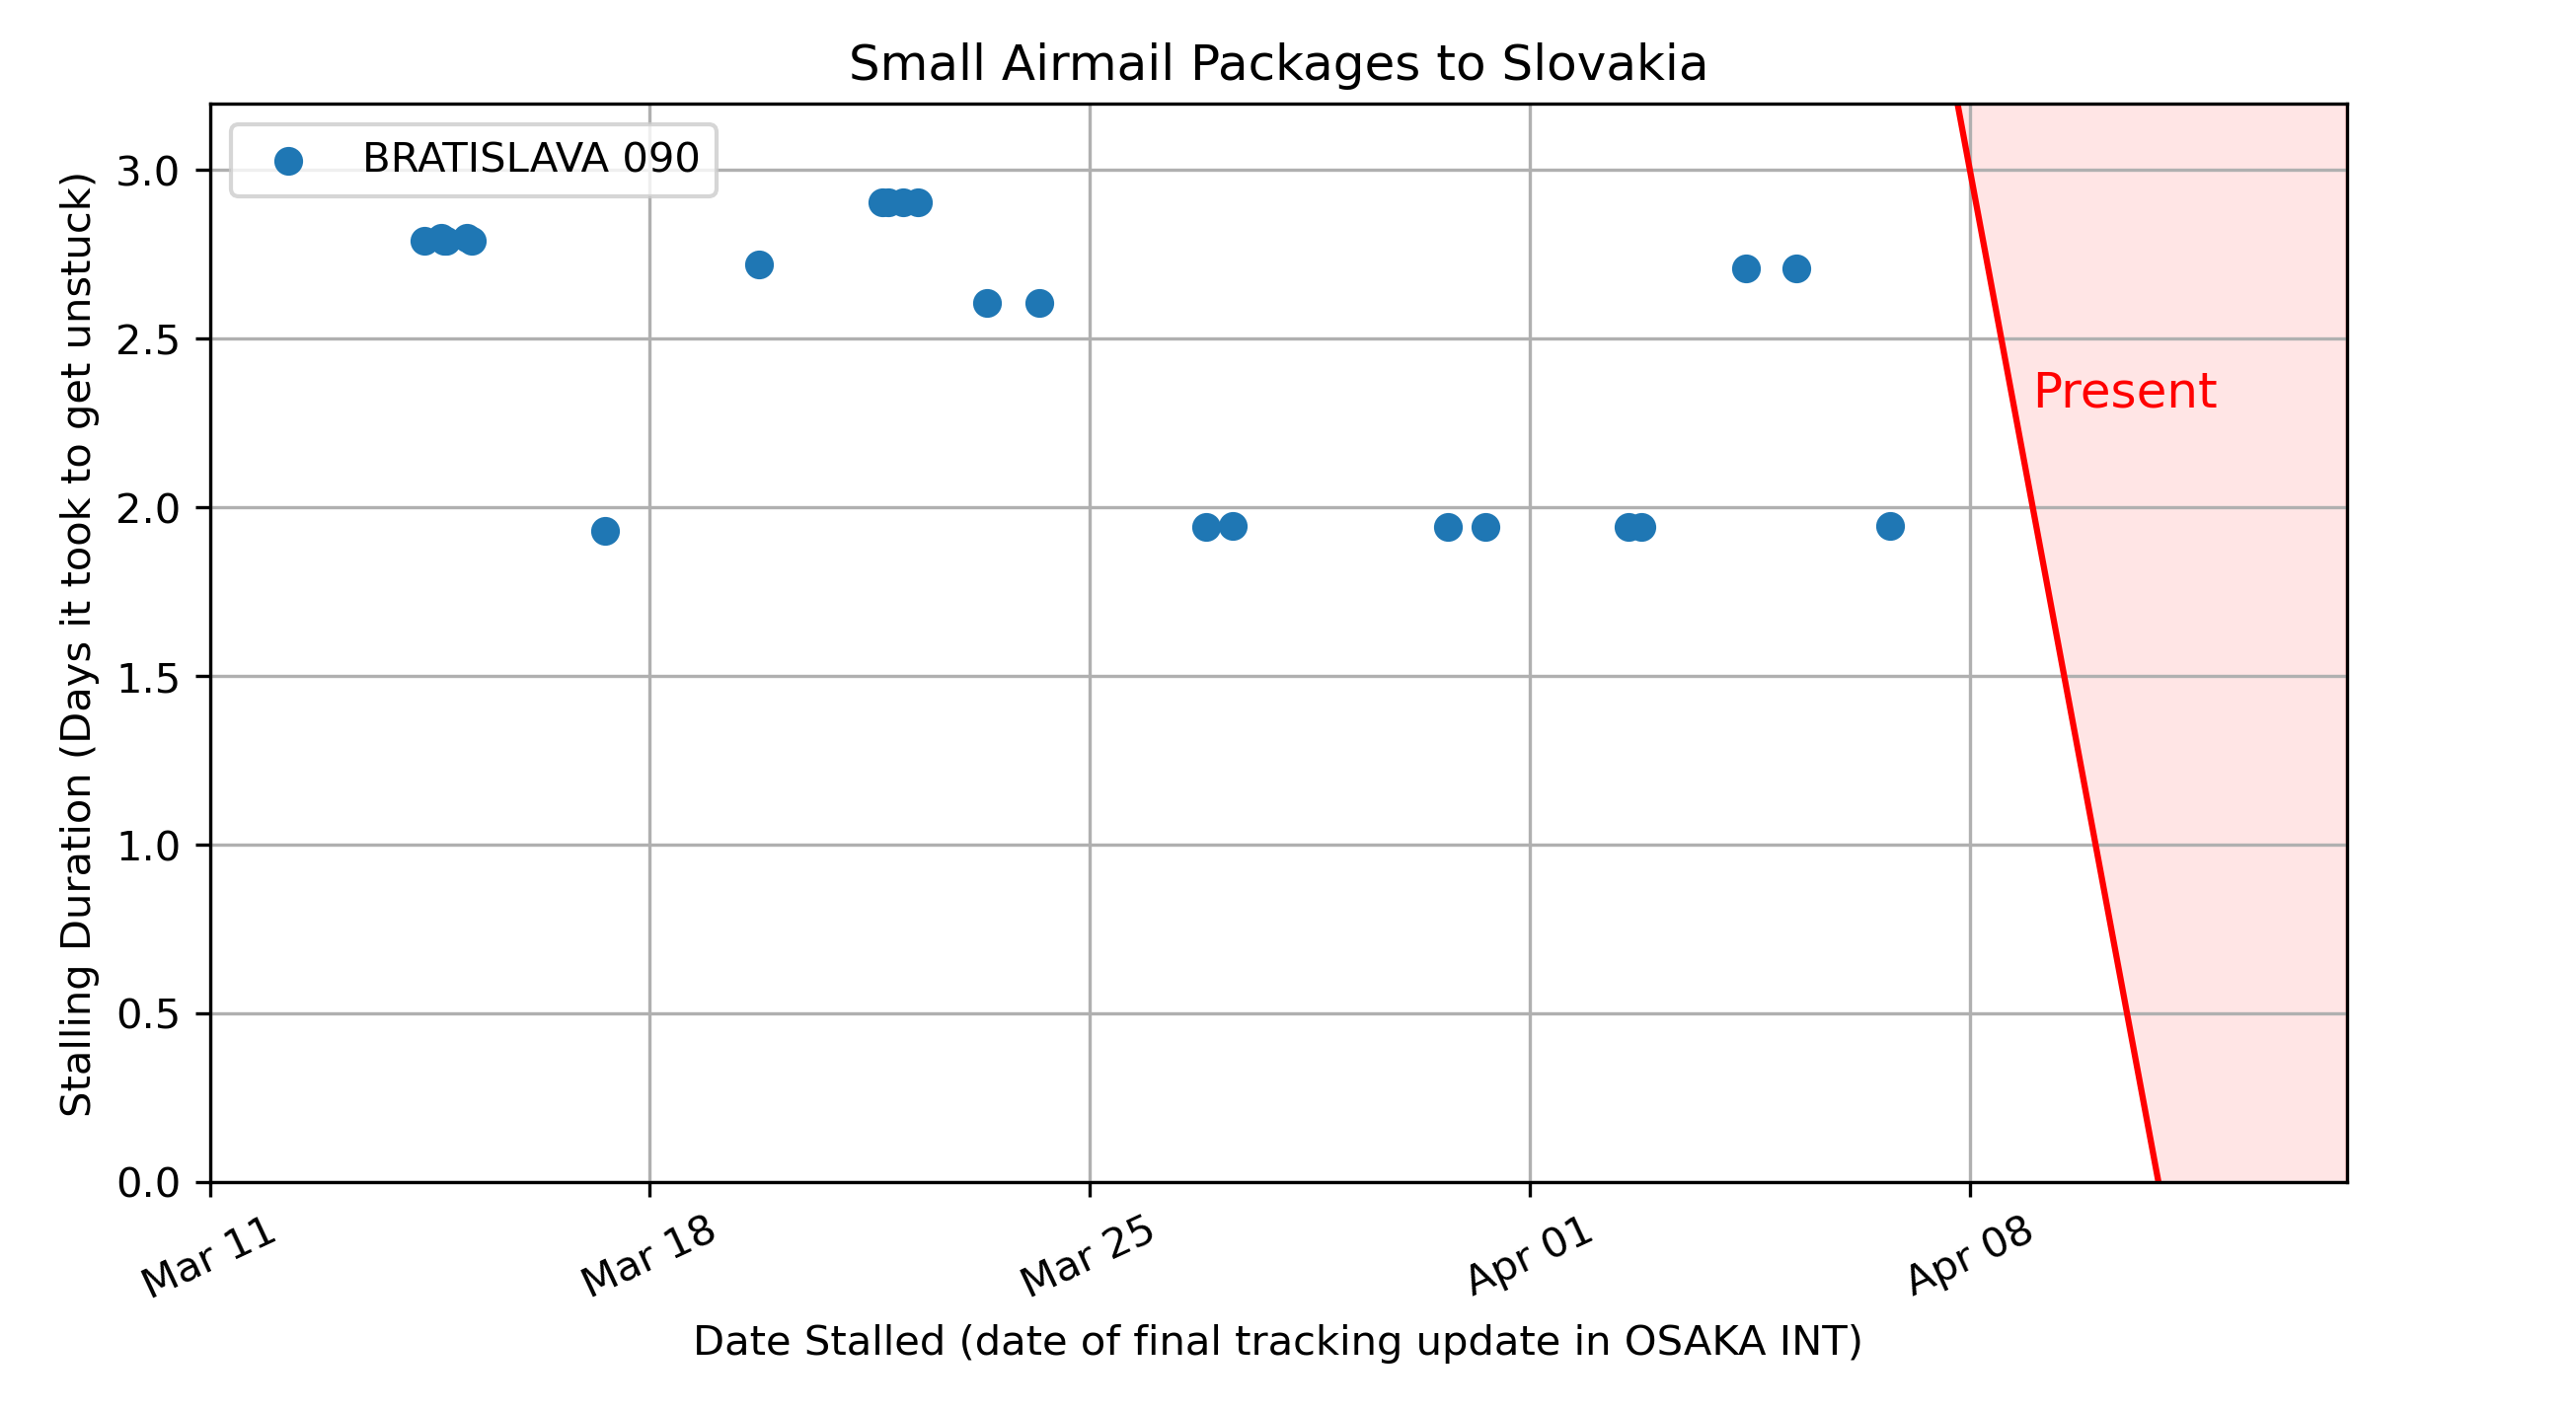 Small Airmail Packages to Slovakia
BRATISLAVA 090
Stalling Duration (Days it took to get unstuck)
3.0
2.5
2.0
1.5
1.0
0.5
0.0
Present
Mar 11
Mar 18
Mar 25
Apr 01
Apr 08
Date Stalled (date of final tracking update in OSAKA INT)